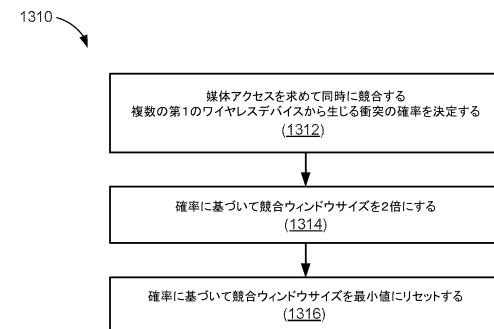 1310
媒体アクセスを求めて同時に競合する
複数の第1のワイヤレスデバイスから生じる衝突の確率を決定する
(1312)
確率に基づいて競合ウィンドウサイズを2倍にする
(1314)
確率に基づいて競合ウィンドウサイズを最小値にリセットする
(1316)